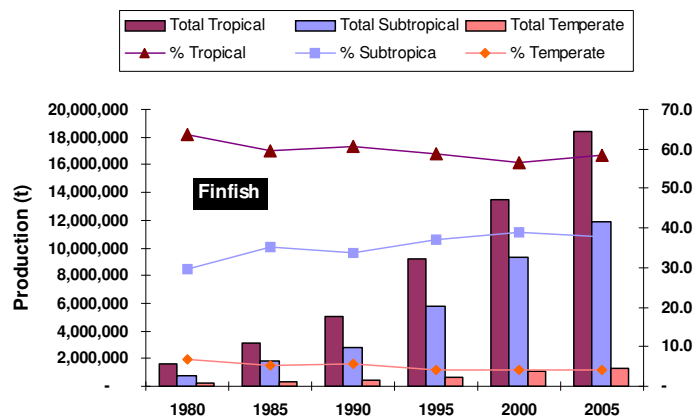 Total Tropical Total Subtropical Total Temperate
% Tropical % Subtropica % Temperate
20,000,000 70.0
18,000,000 60.0
16,000,000 50.0
14,000,000 40.0
12,000,000 30.0
10,000,000 20.0
8,000,000 10.0
6,000,000 0.0
4,000,000
2,000,000
-
Production (t)
Finfish
1980 1985 1990 1995 2000 2005